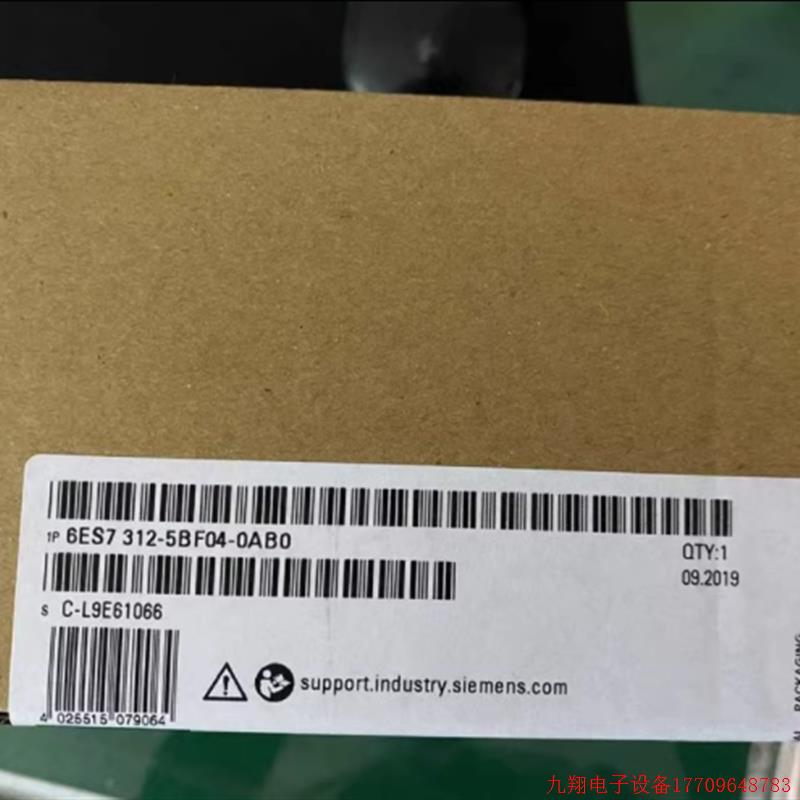 1P 6ES7 312-5BF04-0AB0
QTY:1
09.2019
S C-L9E61066
support.industry.siemens.com
4 025515 079064
PACKAGING
九翔电子设备17709648783